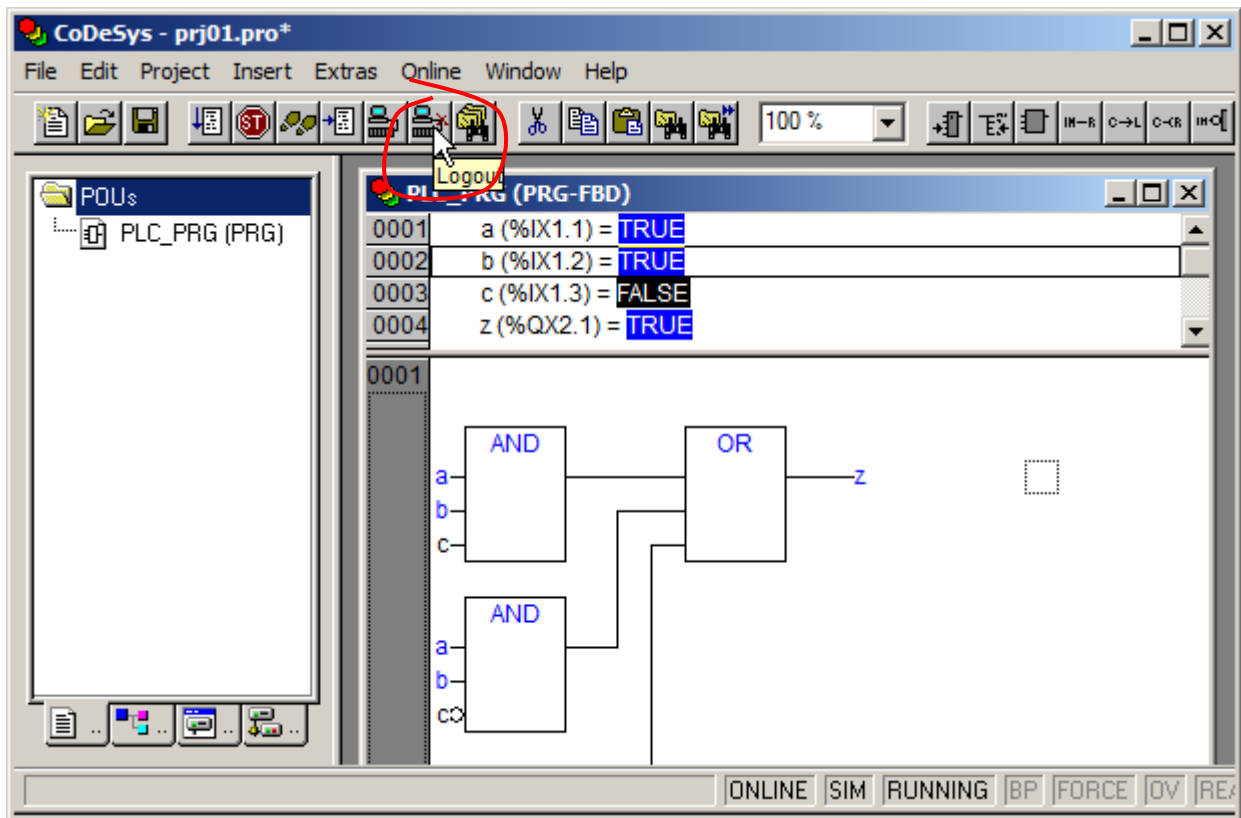 CoDeSys - prj01.pro*
File Edit Project Insert Extras Online Window Help
100 %
Logout
POUs
PLC_PRG (PRG)
PLC_PRG (PRG-FBD)
0001 a (%IX1.1) = TRUE
0002 b (%IX1.2) = TRUE
0003 c (%IX1.3) = FALSE
0004 z (%QX2.1) = TRUE
0001
AND OR
a z
b
c
AND
a
b
c
ONLINE SIM RUNNING BP FORCE OV REA